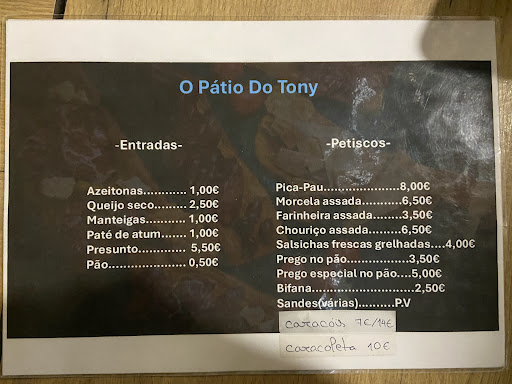 O Pátio Do Tony
-Entradas-
Azeitonas........... 1,00€
Queijo seco......... 2,50€
Manteigas........... 1,00€
Paté de atum....... 1,00€
Presunto............ 5,50€
Pão..................... 0,50€
-Petiscos-
Pica-Pau.....................8,00€
Morcela assada...........6,50€
Farinheira assada........3,50€
Chouriço assado..........6,50€
Salsichas frescas grelhadas....4,00€
Prego no pão.................3,50€
Prego especial no pão....5,00€
Bifana............................2,50€
Sandes(várias)..........P.V
caracóis 7€/14€
caracoleta 10€